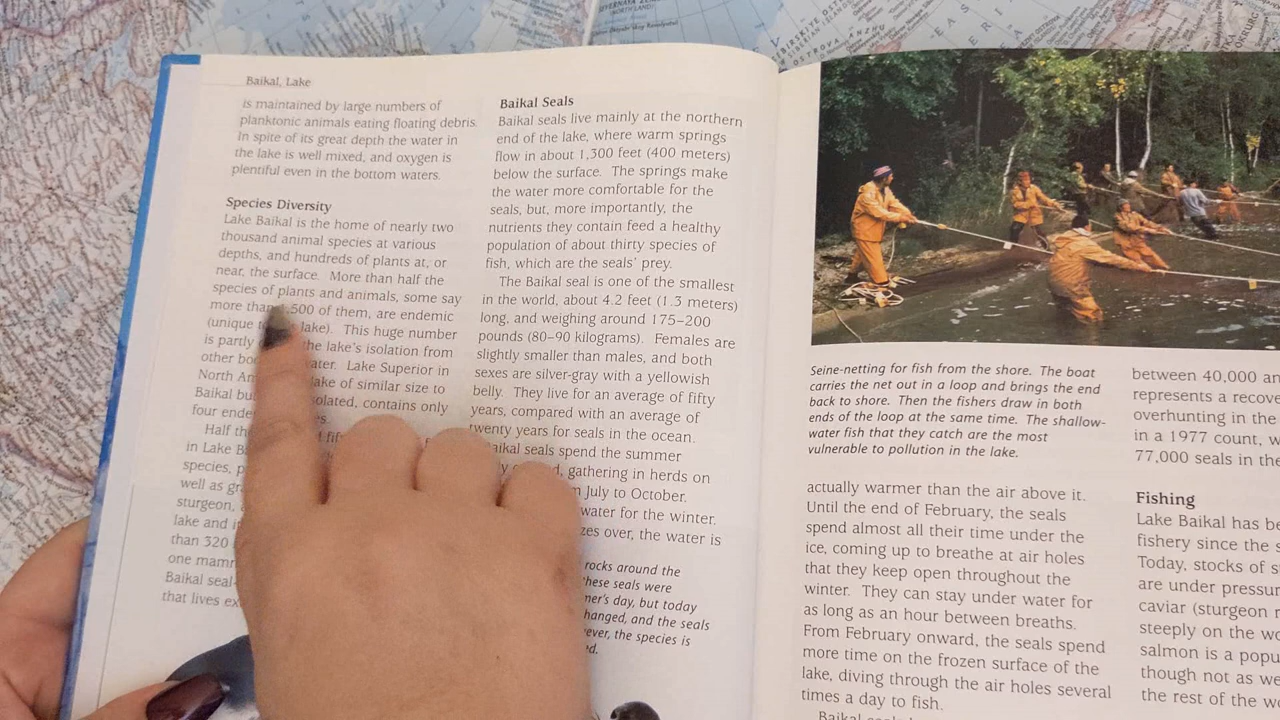 Baikal, Lake
is maintained by large numbers of
planktonic animals eating floating debris.
In spite of its great depth the water in
the lake is well mixed, and oxygen is
plentiful even in the bottom waters.
Species Diversity
Lake Baikal is the home of nearly two
thousand animal species at various
depths, and hundreds of plants at, or
near, the surface. More than half the
species of plants and animals, some say
more than 500 of them, are endemic
(unique lake). This huge number
is partly the lake's isolation from
other ater. Lake Superior in
North Am lake of similar size to
Baikal bu solated, contains only
four ende es.
Half th
in Lake B
species, p
well as gr
sturgeon,
lake and i
than 320
one mamm
Baikal seal
that lives ex
Baikal Seals
Baikal seals live mainly at the northern
end of the lake, where warm springs
flow in about 1,300 feet (400 meters)
below the surface. The springs make
the water more comfortable for the
seals, but, more importantly, the
nutrients they contain feed a healthy
population of about thirty species of
fish, which are the seals' prey.
The Baikal seal is one of the smallest
in the world, about 4.2 feet (1.3 meters)
long, and weighing around 175–200
pounds (80–90 kilograms). Females are
slightly smaller than males, and both
sexes are silver-gray with a yellowish
belly. They live for an average of fifty
years, compared with an average of
twenty years for seals in the ocean.
aikal seals spend the summer
d, gathering in herds on
July to October.
water for the winter.
zes over, the water is
rocks around the
hese seals were
mer's day, but today
hanged, and the seals
ever, the species is
d.
Seine-netting for fish from the shore. The boat
carries the net but in a loop and brings the end
back to shore. Then the fishers draw in both
ends of the loop at the same time. The shallow-
water fish that they catch are the most
vulnerable to pollution in the lake.
actually warmer than the air above it.
Until the end of February, the seals
spend almost all their time under the
ice, coming up to breathe at air holes
that they keep open throughout the
winter. They can stay under water for
as long as an hour between breaths.
From February onward, the seals spend
more time on the frozen surface of the
lake, diving through the air holes several
times a day to fish.
between 40,000 an
represents a recove
overhunting in the
in a 1977 count, w
77,000 seals in the
Fishing
Lake Baikal has be
fishery since the s
Today, stocks of s
are under pressur
caviar (sturgeon r
steeply on the wo
salmon is a popu
though not as we
the rest of the w